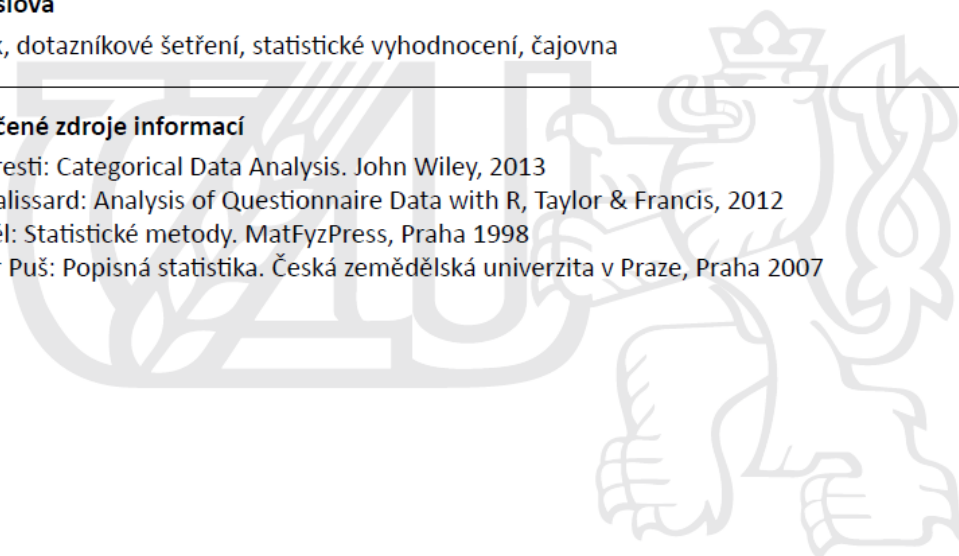 slova
, dotazníkové šetření, statistické vyhodnocení, čajovna
čené zdroje informací
resti: Categorical Data Analysis. John Wiley, 2013
alissard: Analysis of Questionnaire Data with R, Taylor & Francis, 2012
ěl: Statistické metody. MatFyzPress, Praha 1998
r Puš: Popisná statistika. Česká zemědělská univerzita v Praze, Praha 2007